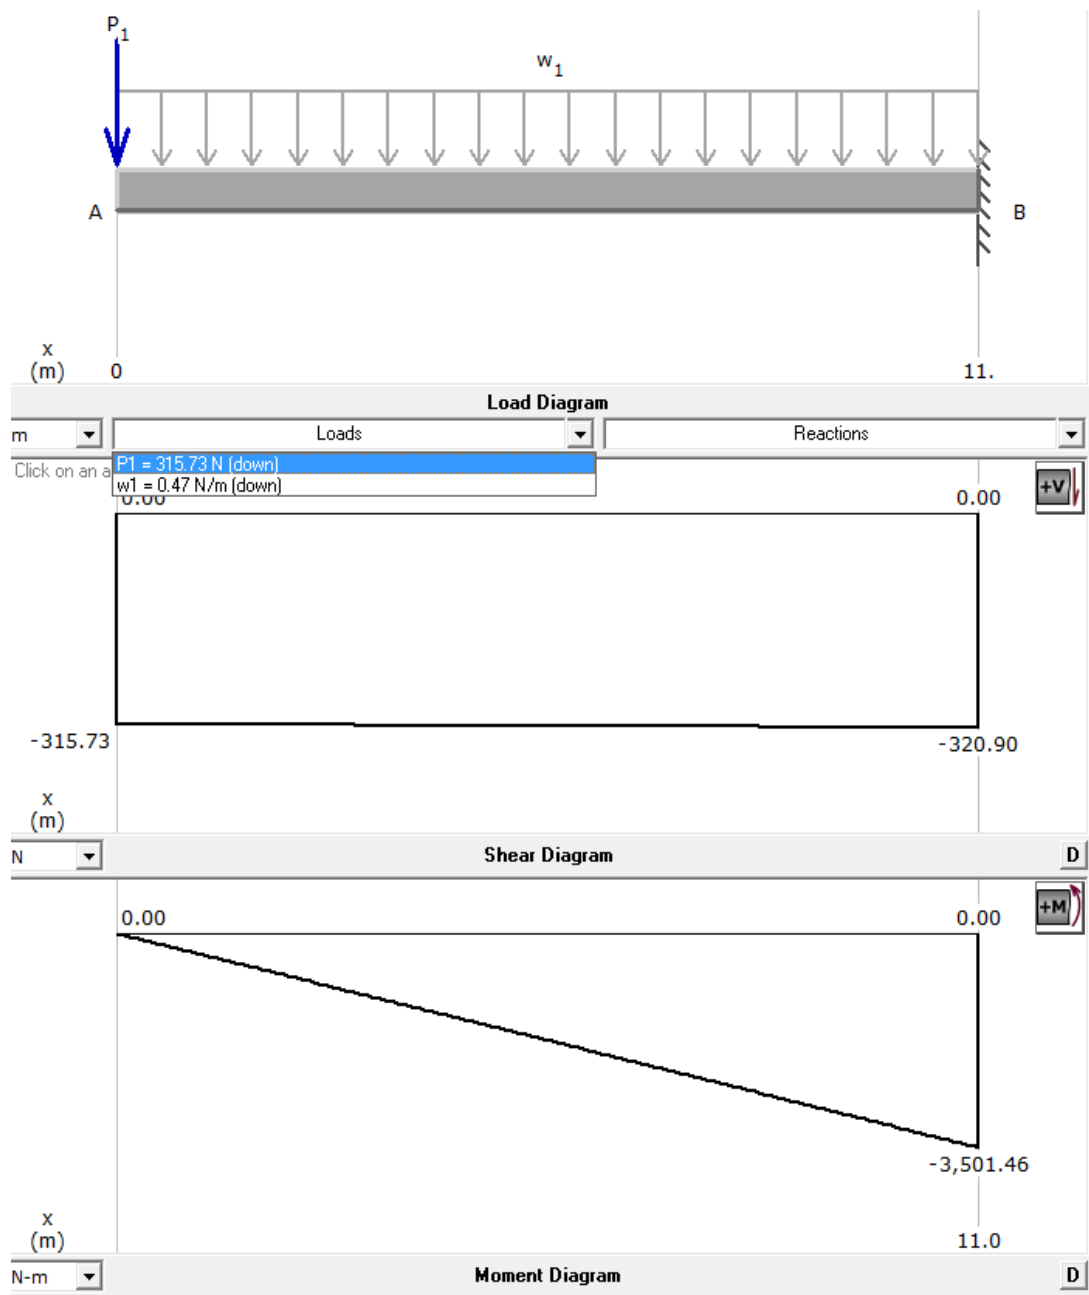 P1
w1
A B
x
(m) 0 11.
Load Diagram
m Loads Reactions
Click on an a
P1 = 315.73 N (down)
w1 = 0.47 N/m (down)
0.00 0.00
+V
-315.73 -320.90
x
(m)
N Shear Diagram D
0.00 0.00
+M
-3,501.46
x
(m) 11.0
N-m Moment Diagram D